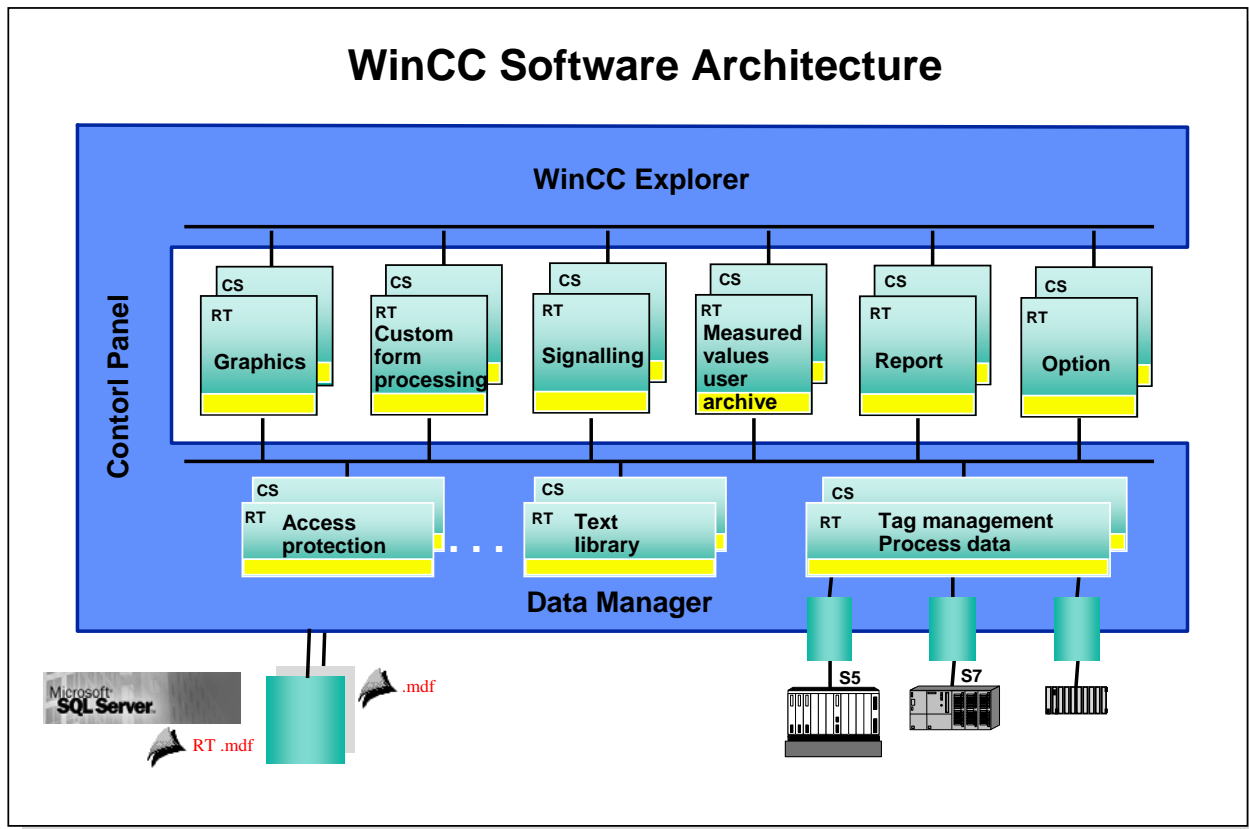 WinCC Software Architecture
WinCC Explorer
Contorl Panel
CS
RT
Graphics
CS
RT
Custom
form
processing
CS
RT
Signalling
CS
RT
Measured
values
user
archive
CS
RT
Report
CS
RT
Option
CS
RT
Access
protection
. . .
CS
RT
Text
library
CS
RT
Tag management
Process data
Data Manager
S5
S7
Microsoft
SQL Server
.mdf
RT .mdf